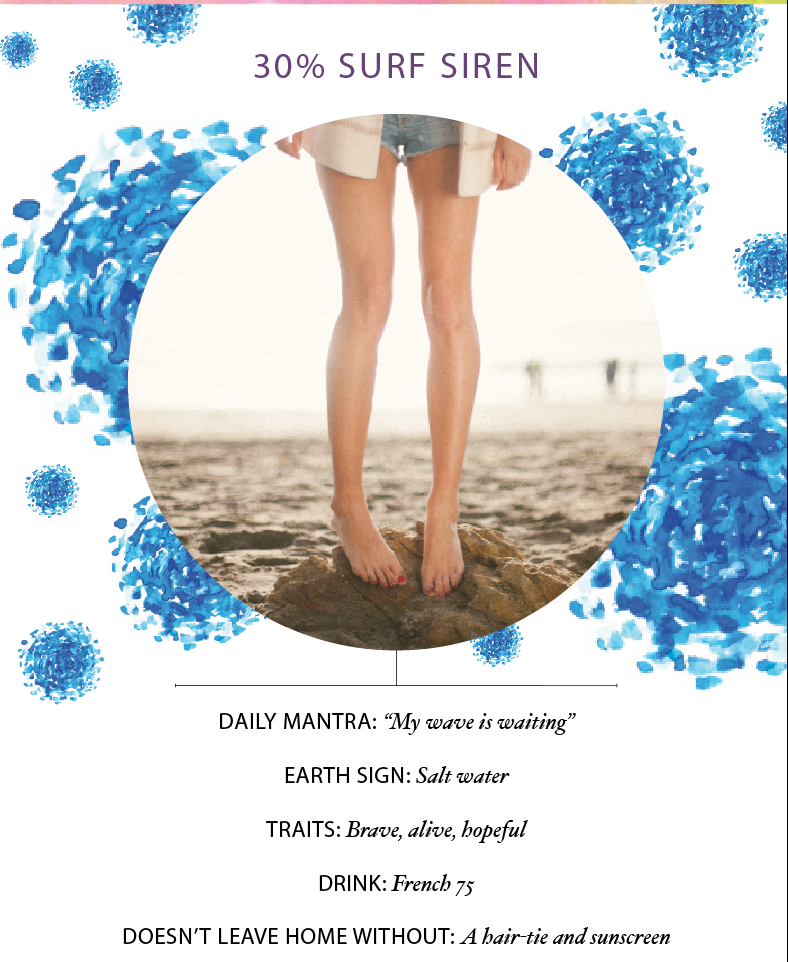 30% SURF SIREN
DAILY MANTRA: “My wave is waiting”
EARTH SIGN: Salt water
TRAITS: Brave, alive, hopeful
DRINK: French 75
DOESN’T LEAVE HOME WITHOUT: A hair-tie and sunscreen